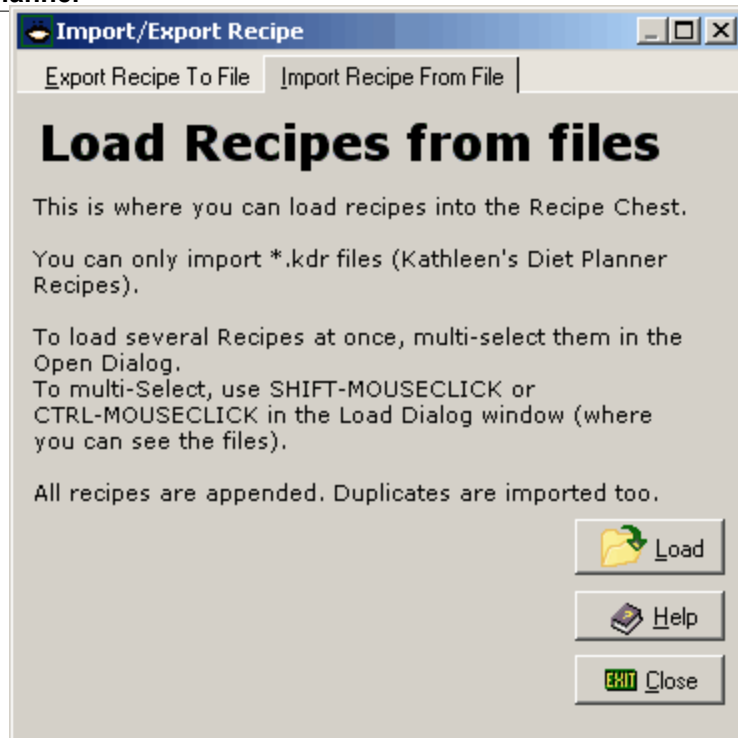 Import/Export Recipe
Export Recipe To File Import Recipe From File
Load Recipes from files
This is where you can load recipes into the Recipe Chest.
You can only import *.kdr files (Kathleen's Diet Planner
Recipes).
To load several Recipes at once, multi-select them in the
Open Dialog.
To multi-Select, use SHIFT-MOUSECLICK or
CTRL-MOUSECLICK in the Load Dialog window (where
you can see the files).
All recipes are appended. Duplicates are imported too.
Load
Help
EXIT Close